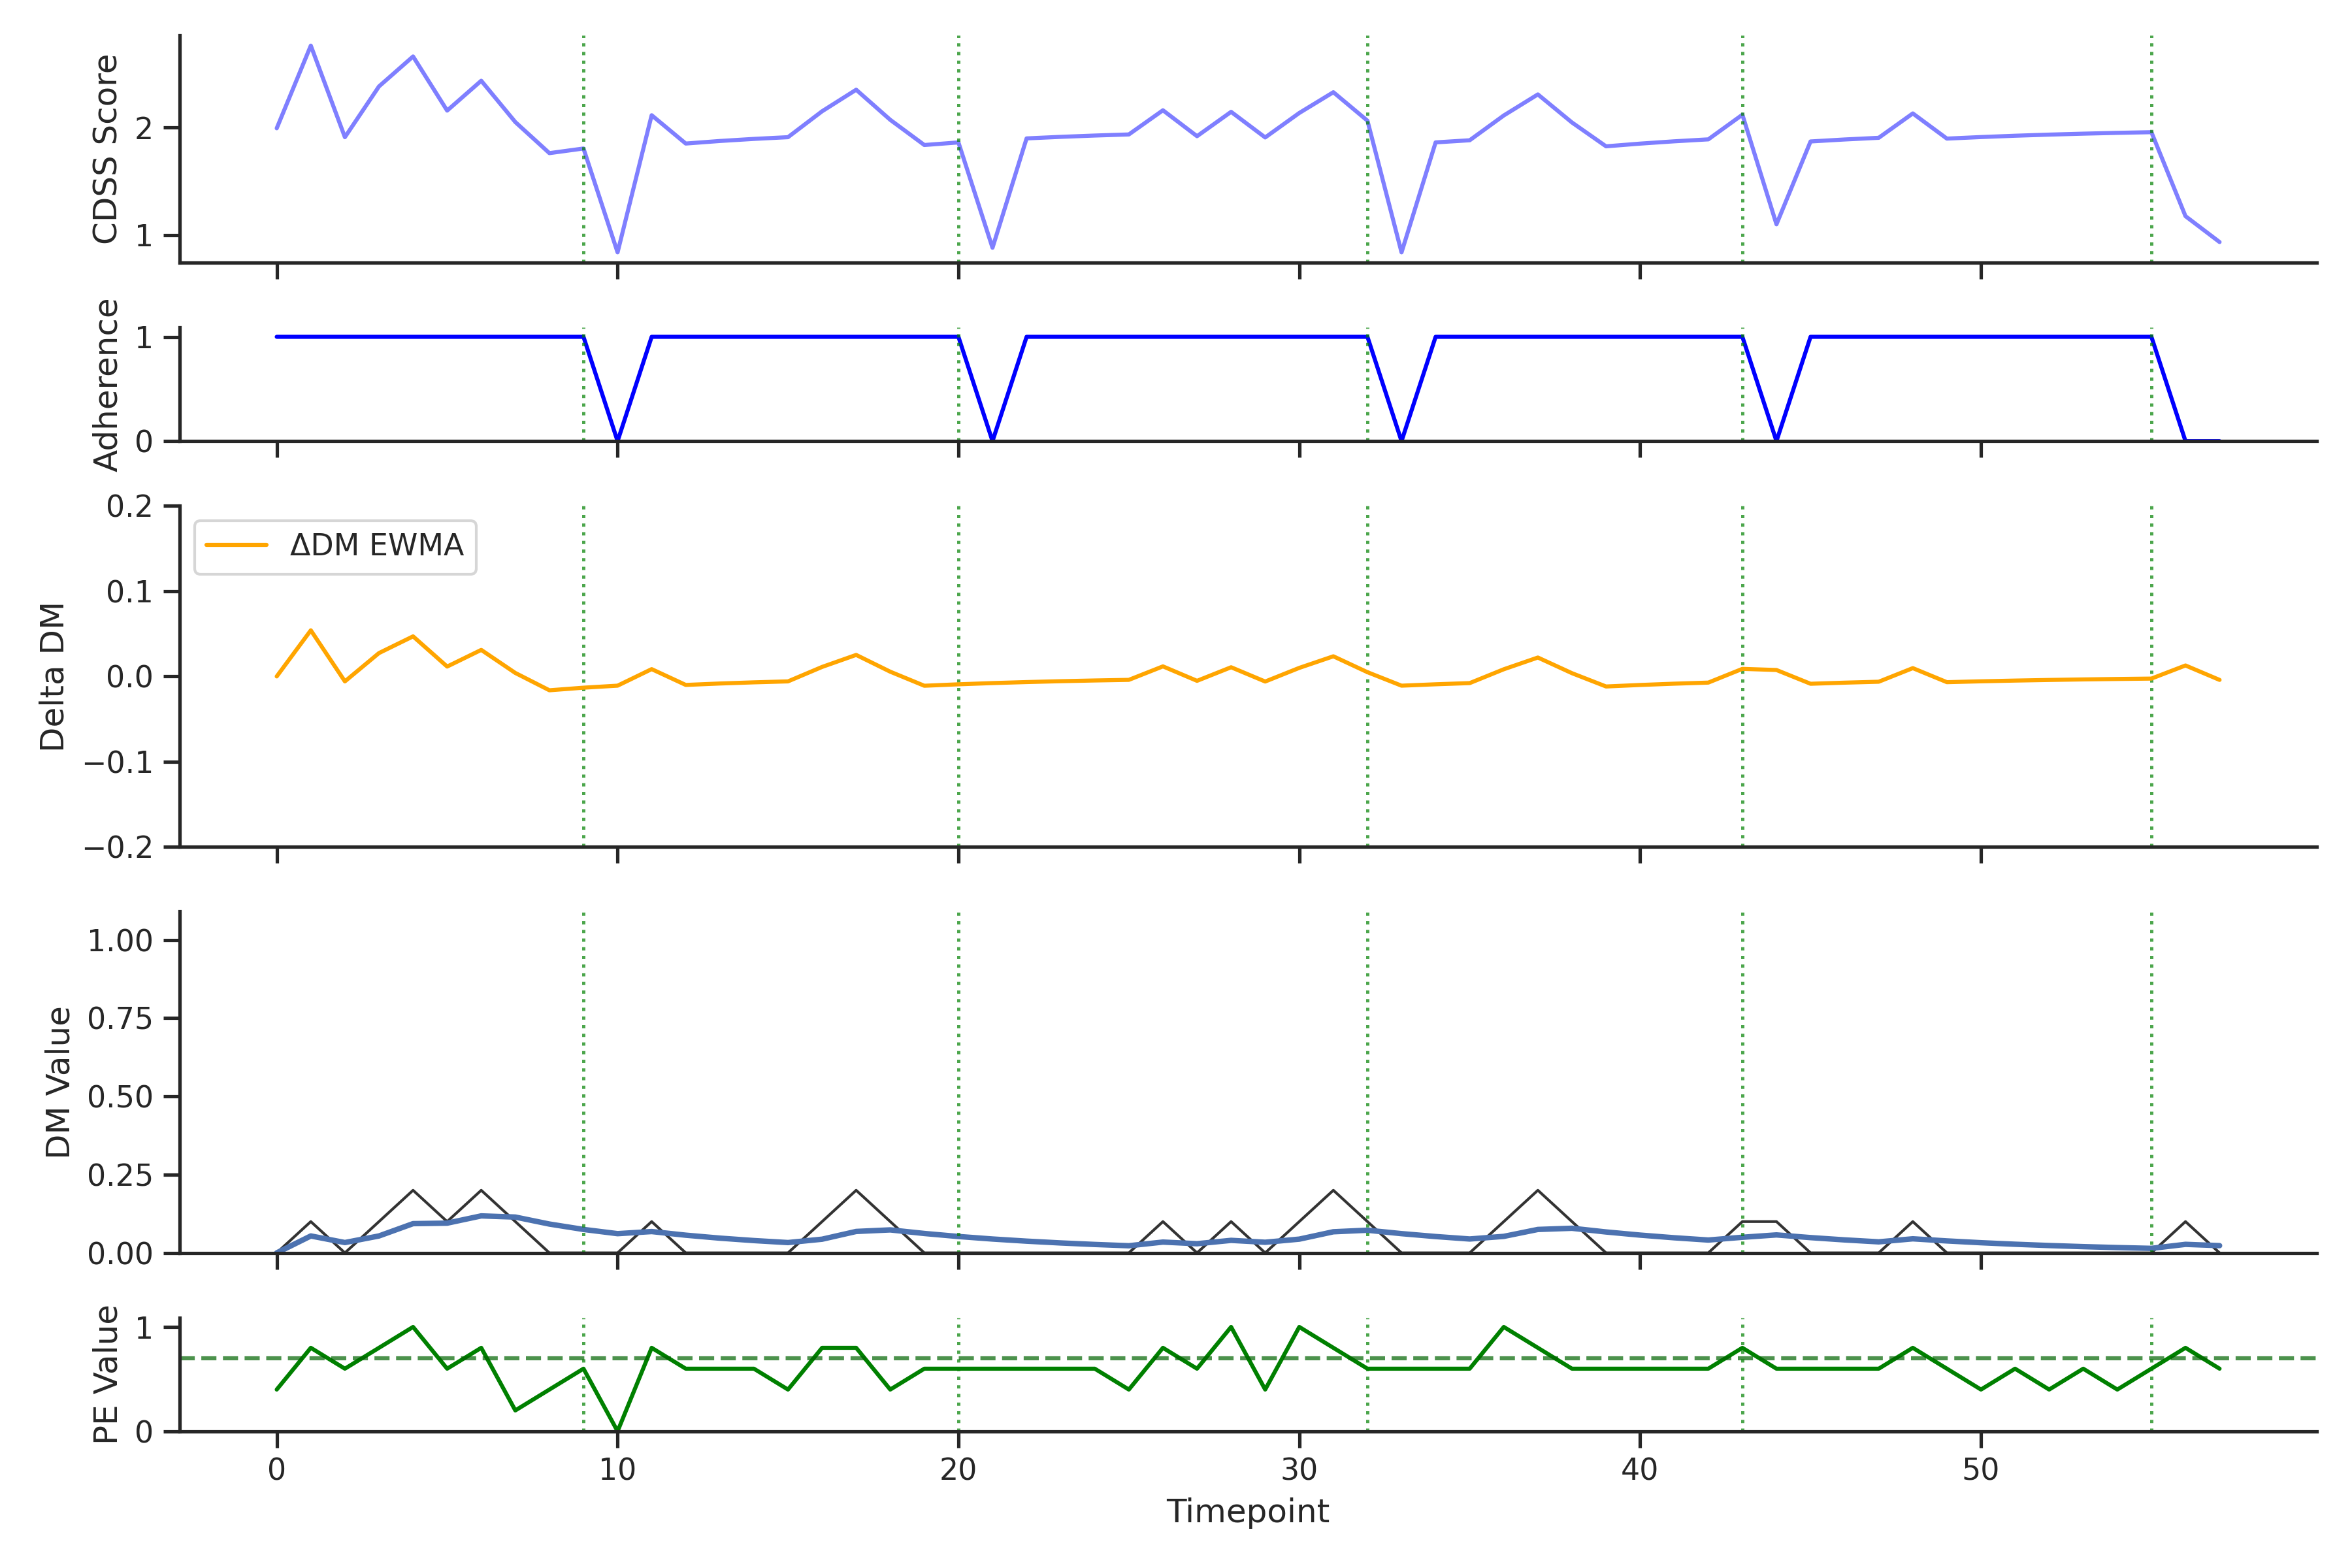 CDSS Score
2
1
Adherence
1
0
Delta DM
0.2
0.1
0.0
−0.1
−0.2
ΔDM EWMA
DM Value
1.00
0.75
0.50
0.25
0.00
PE Value
1
0
0 10 20 30 40 50
Timepoint